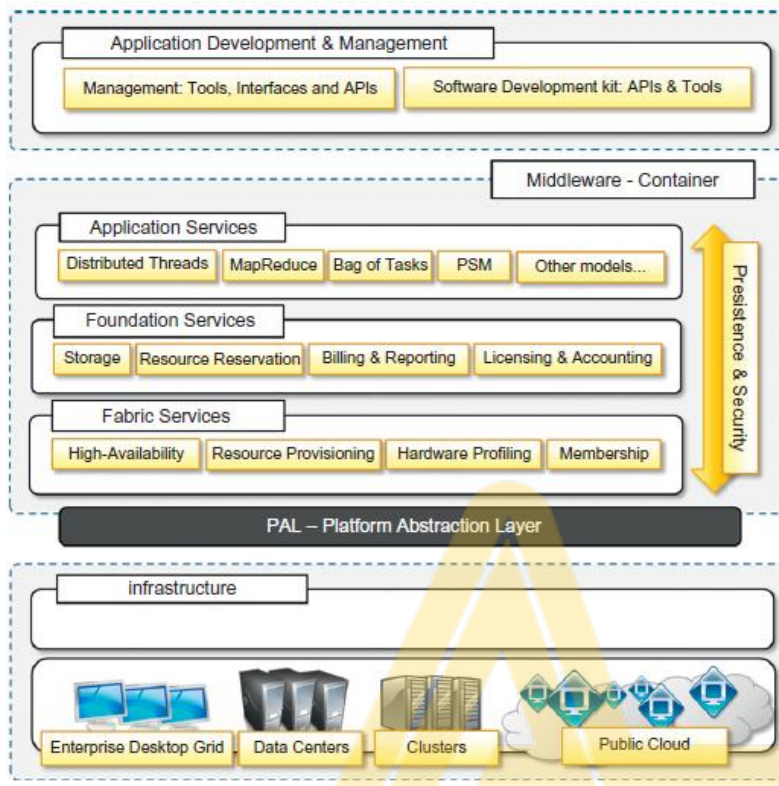 Application Development & Management
Management: Tools, Interfaces and APIs
Software Development kit: APIs & Tools
Middleware - Container
Application Services
Distributed Threads
MapReduce
Bag of Tasks
PSM
Other models...
Foundation Services
Storage
Resource Reservation
Billing & Reporting
Licensing & Accounting
Fabric Services
High-Availability
Resource Provisioning
Hardware Profiling
Membership
Presistence & Security
PAL – Platform Abstraction Layer
infrastructure
Enterprise Desktop Grid
Data Centers
Clusters
Public Cloud